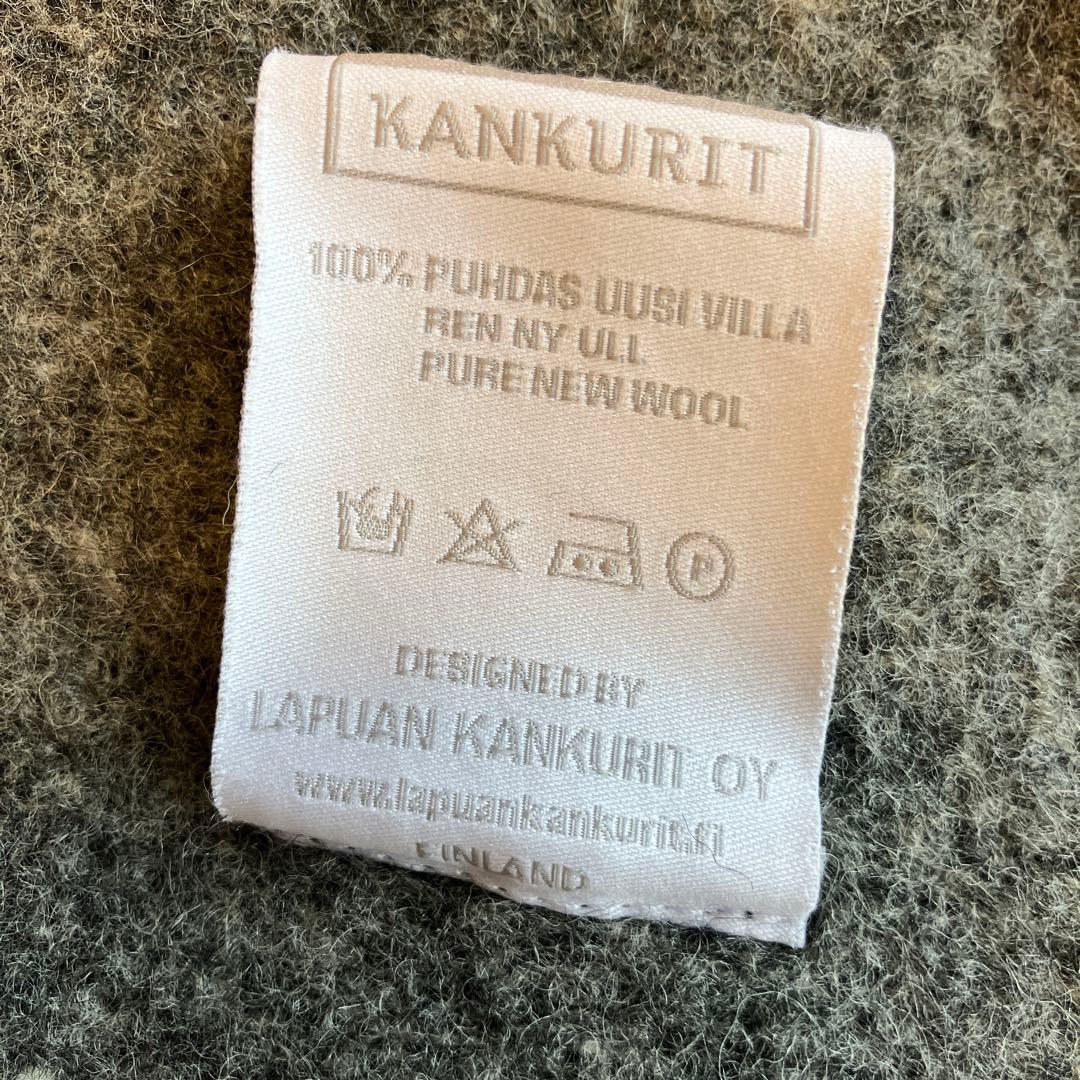 KANKURIT
100% PUHDAS UUSI VILLA
REN NY ULL
PURE NEW WOOL
P
DESIGNED BY
LAPUAN KANKURIT OY
www.lapuankankurit.fi
FINLAND